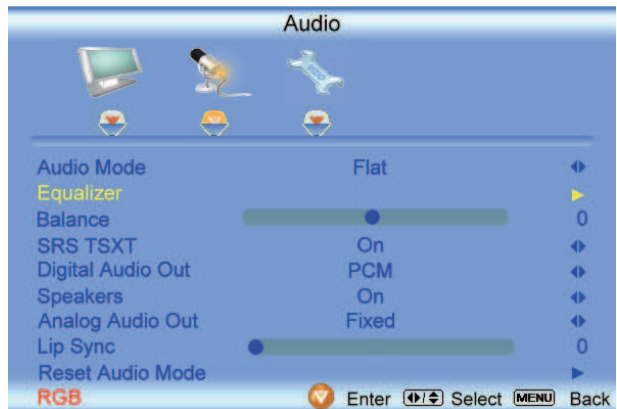 Audio
Audio Mode Flat
Equalizer
Balance 0
SRS TSXT On
Digital Audio Out PCM
Speakers On
Analog Audio Out Fixed
Lip Sync 0
Reset Audio Mode
RGB Enter Select MENU Back